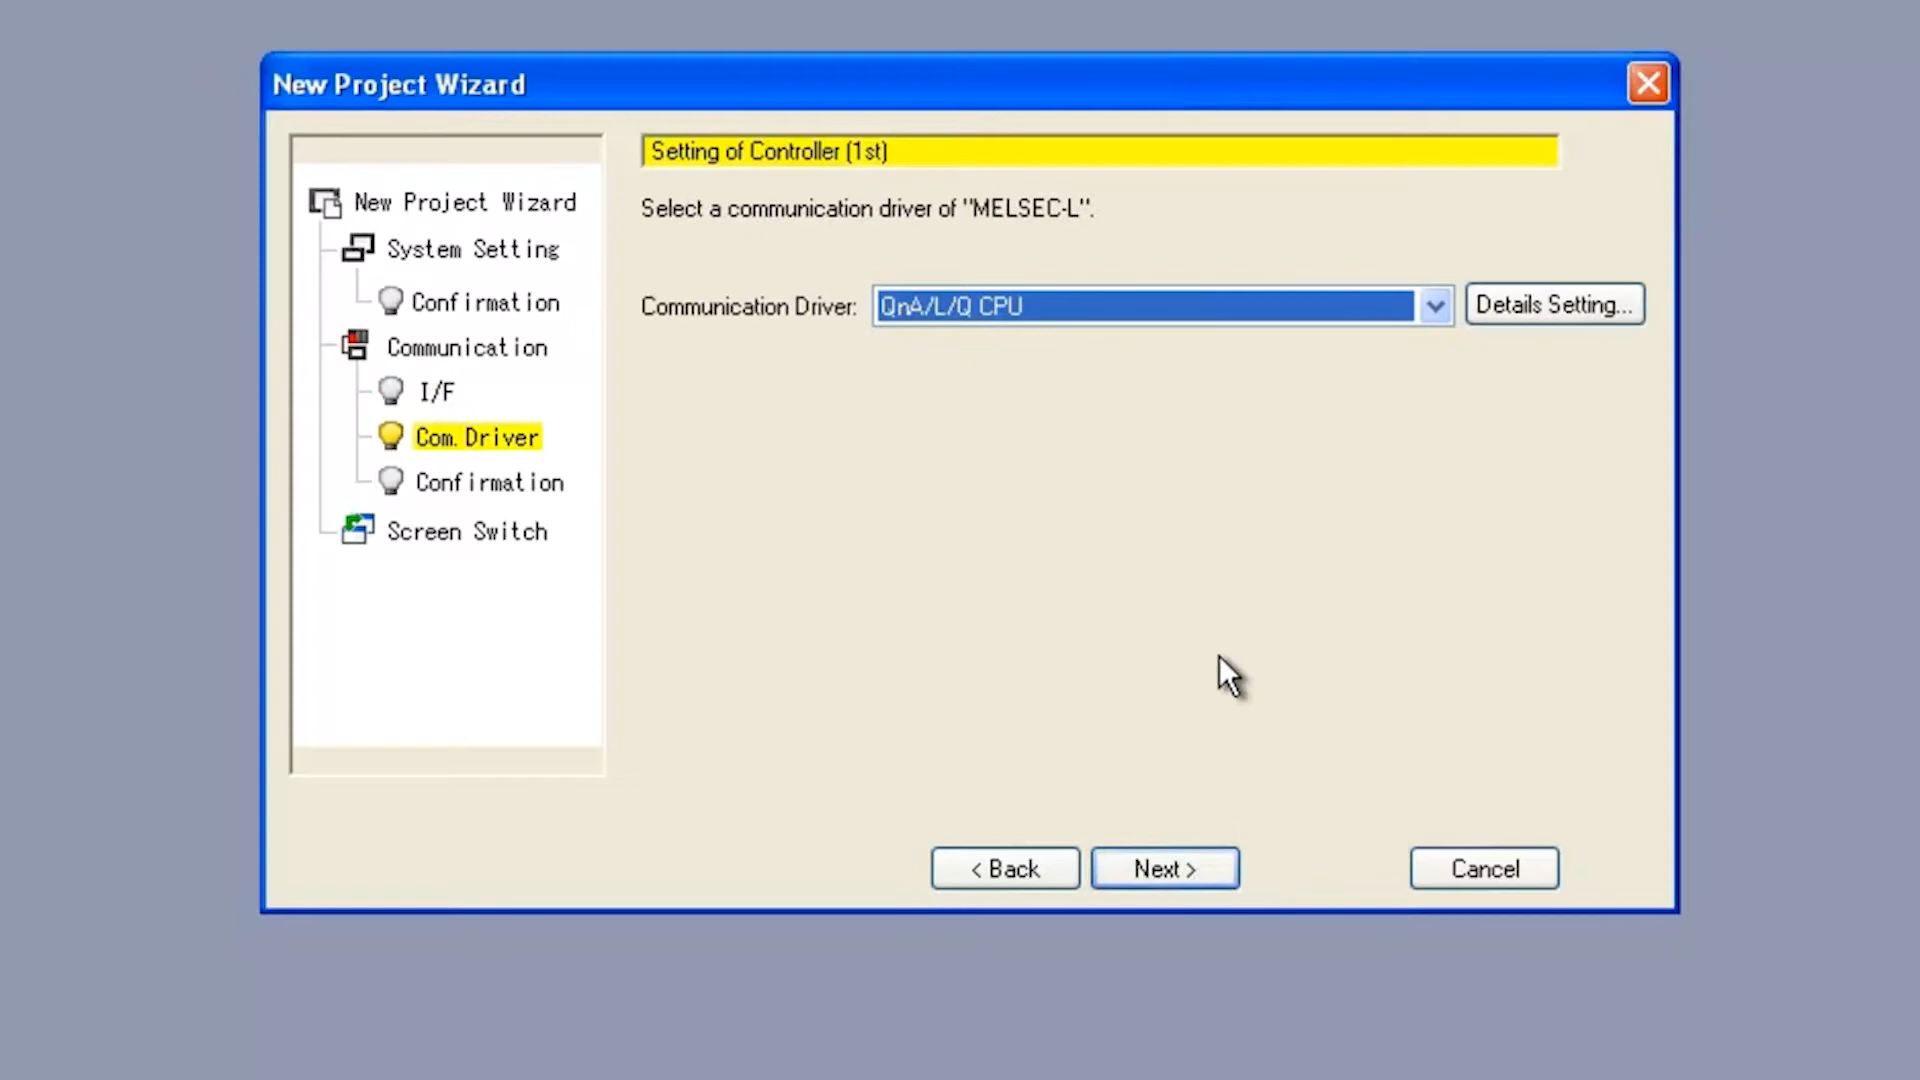 New Project Wizard
New Project Wizard
System Setting
Confirmation
Communication
I/F
Com. Driver
Confirmation
Screen Switch
Setting of Controller (1st)
Select a communication driver of "MELSEC-L".
Communication Driver: QnA/L/Q CPU Details Setting...
< Back Next > Cancel